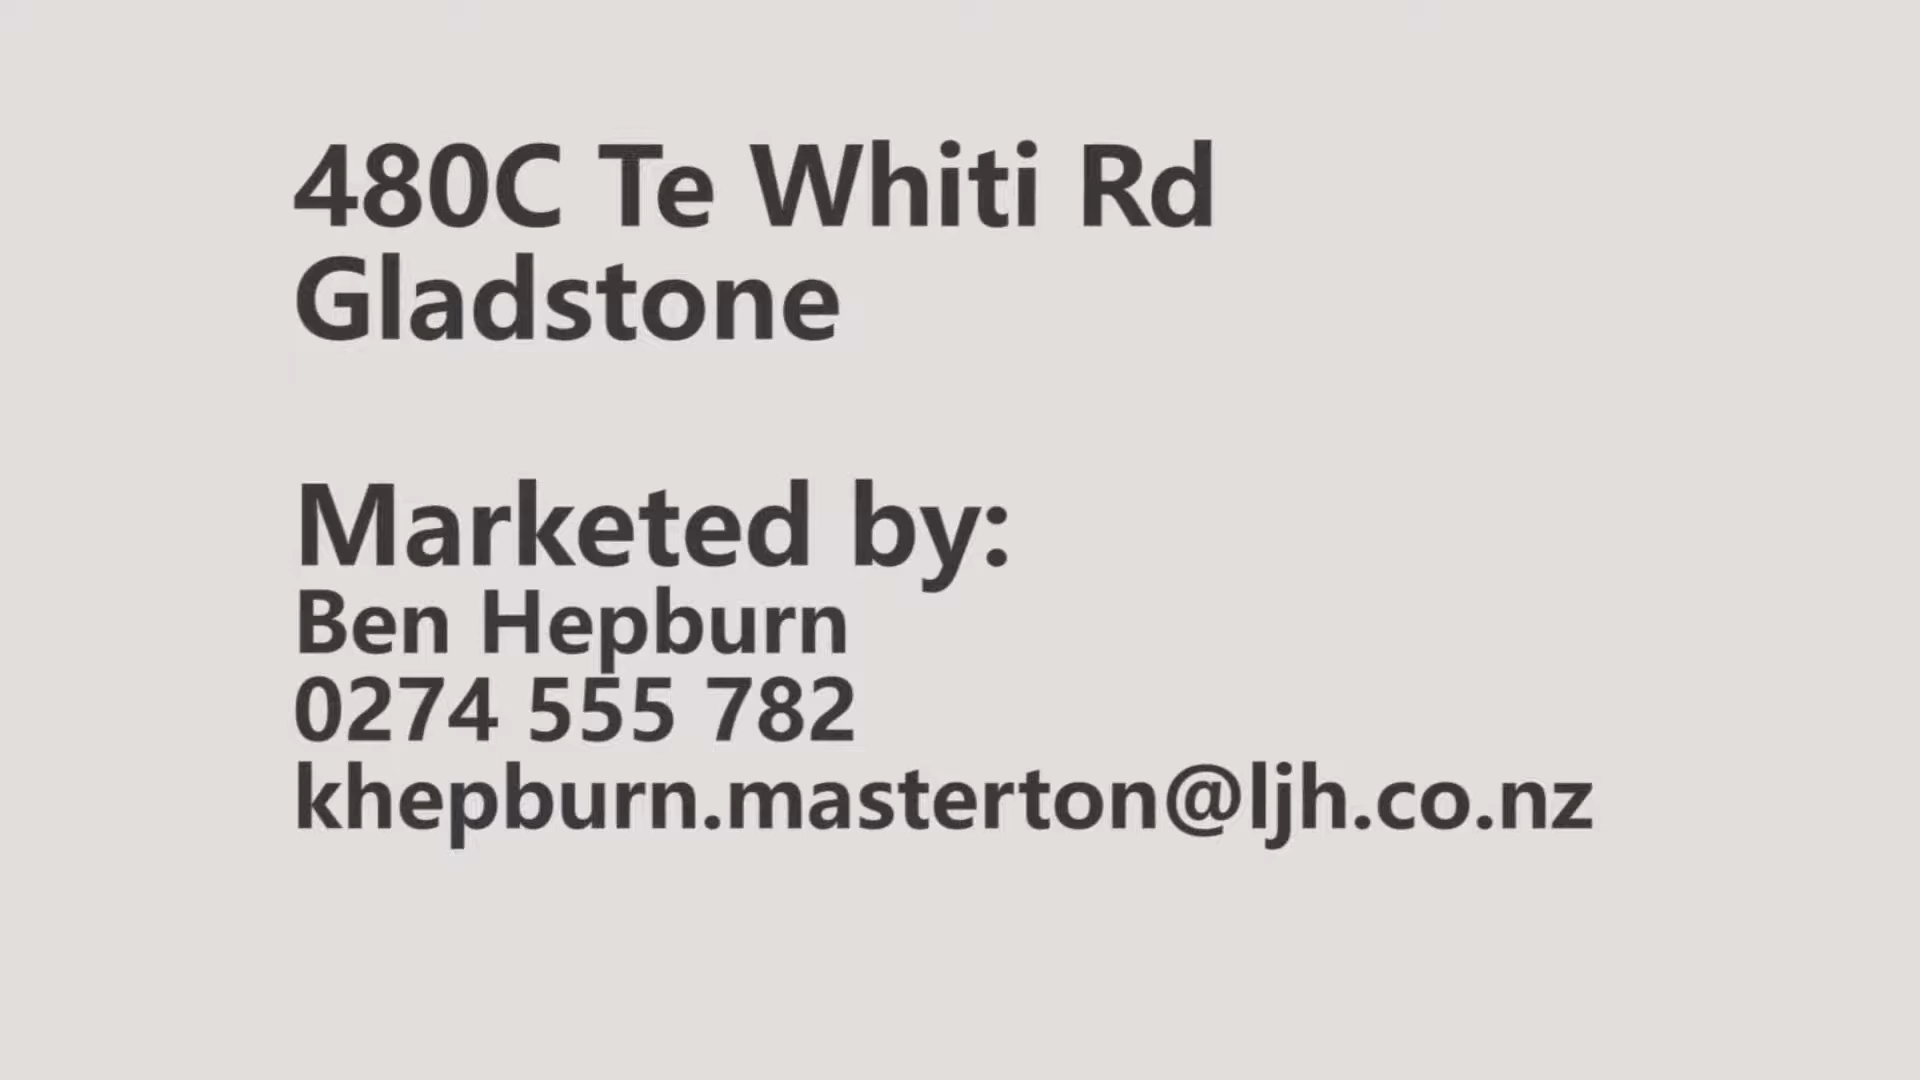 480C Te Whiti Rd
Gladstone
Marketed by:
Ben Hepburn
0274 555 782
khepburn.masterton@ljh.co.nz